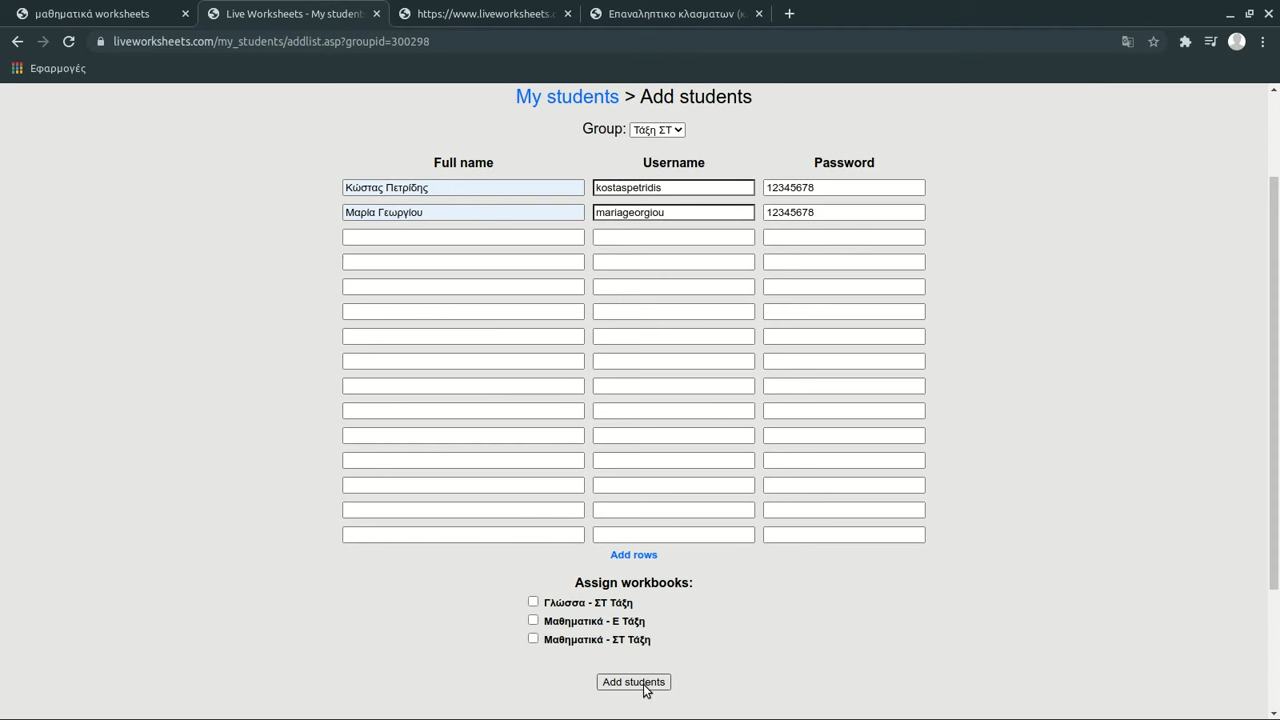 μαθηματικά worksheets
Live Worksheets - My student
https://www.liveworksheets.c
Επαναληπτικο κλασματων (κ
liveworksheets.com/my_students/addlist.asp?groupid=300298
Εφαρμογές
My students > Add students
Group: Τάξη ΣΤ
Full name Username Password
Κώστας Πετρίδης kostaspetridis 12345678
Μαρία Γεωργίου mariageorgiou 12345678
Add rows
Assign workbooks:
Γλώσσα - ΣΤ Τάξη
Μαθηματικά - Ε Τάξη
Μαθηματικά - ΣΤ Τάξη
Add students